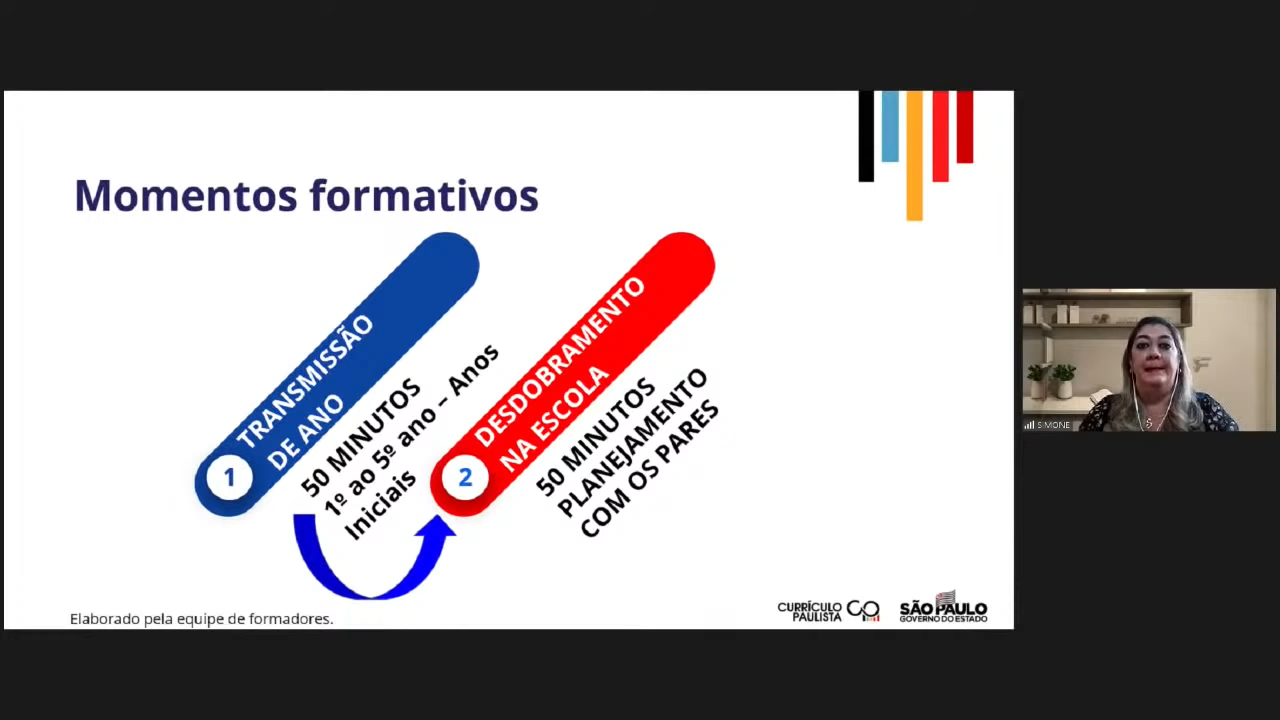 Momentos formativos
1
TRANSMISSÃO
DE ANO
50 MINUTOS
1º ao 5º ano – Anos
Iniciais
2
DESDOBRAMENTO
NA ESCOLA
50 MINUTOS
PLANEJAMENTO
COM OS PARES
Elaborado pela equipe de formadores.
CURRÍCULO
PAULISTA
SÃO PAULO
GOVERNO DO ESTADO
SIMONE